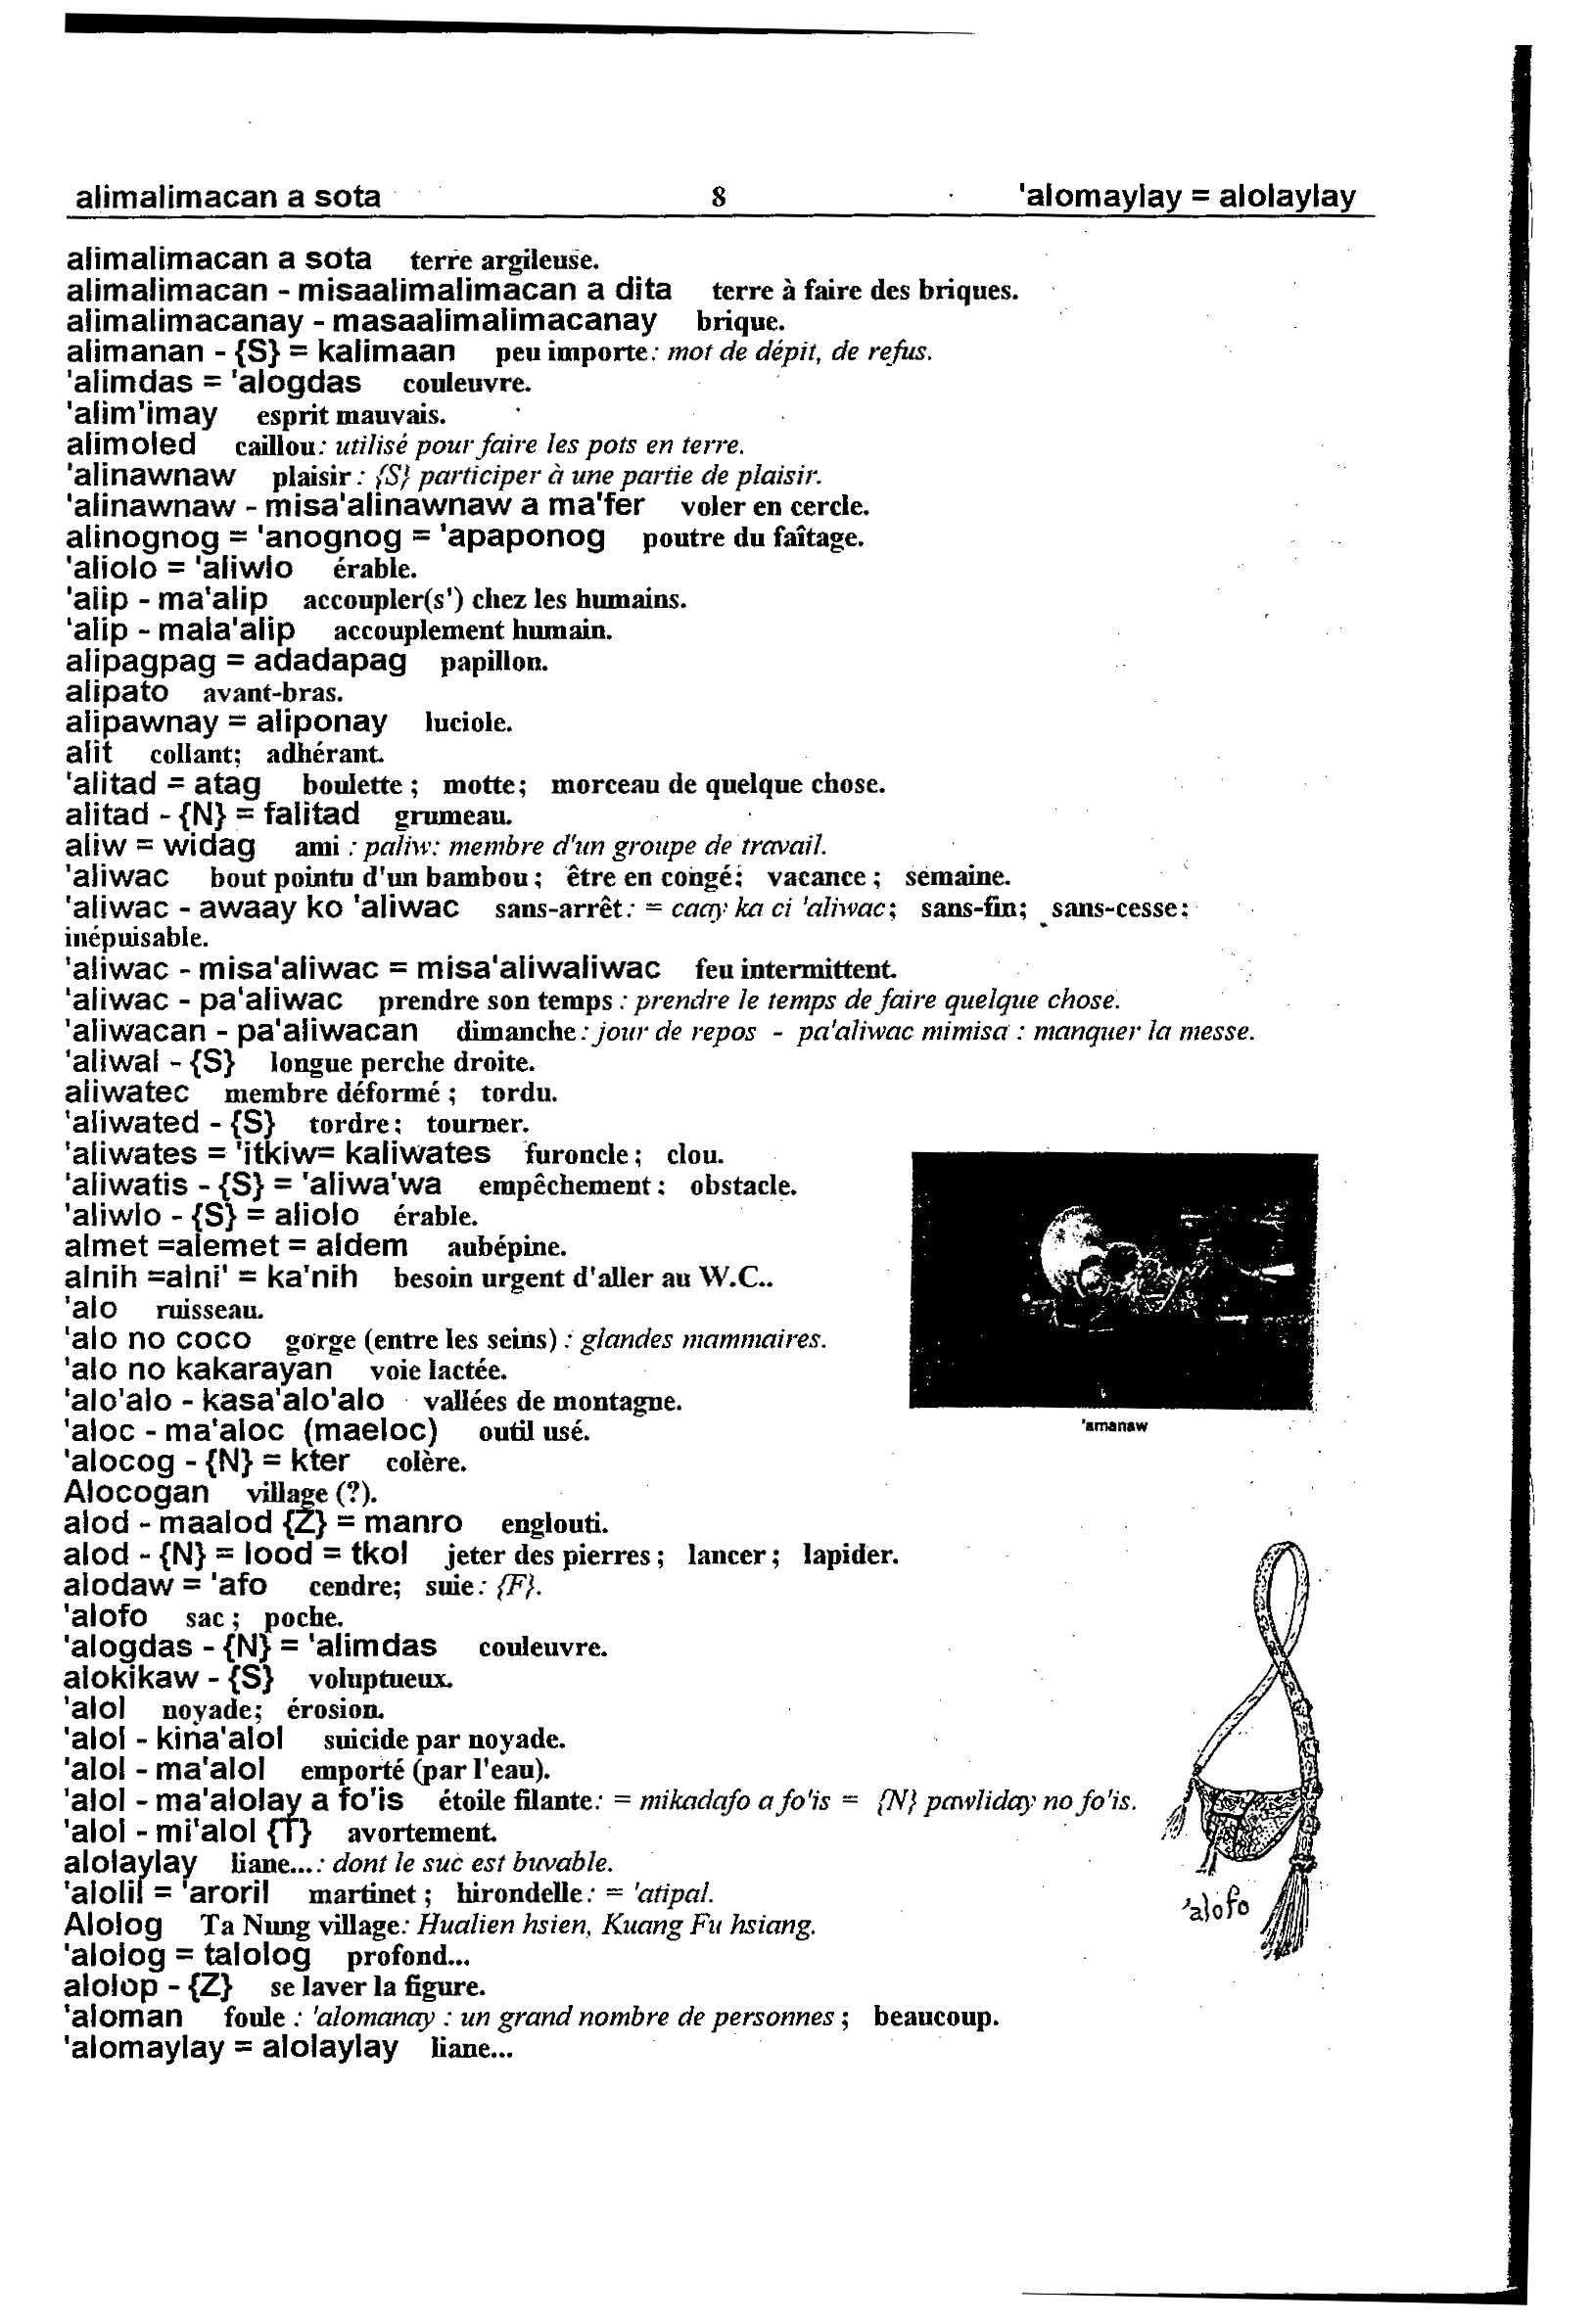 alimalimacan a sota 8 'alomaylay = alolaylay
alimalimacan a sota terre argileuse.
alimalimacan - misaalimalimacan a dita terre à faire des briques.
alimalimacanay - masaalimalimacanay brique.
alimanan - {S} = kalimaan peu importe: mot de dépit, de refus.
'alimdas = 'alogdas couleuvre.
'alim'imay esprit mauvais.
alimoled caillou: utilisé pour faire les pots en terre.
'alinawnaw plaisir : {S} participer à une partie de plaisir.
'alinawnaw - misa'alinawnaw a ma'fer voler en cercle.
alinognog = 'anognog = 'apaponog poutre du faîtage.
'aliolo = 'aliwlo érable.
'alip - ma'alip accoupler(s') chez les humains.
'alip - mala'alip accouplement humain.
alipagpag = adadapag papillon.
alipato avant-bras.
alipawnay = aliponay luciole.
alit collant; adhérant.
'alitad = atag boulette ; motte; morceau de quelque chose.
alitad - {N} = falitad grumeau.
aliw = widag ami : paliw: membre d'un groupe de travail.
'aliwac bout pointu d'un bambou ; être en congé; vacance ; semaine.
'aliwac - awaay ko 'aliwac sans-arrêt: = caay ka ci 'aliwac; sans-fin; sans-cesse;
inépuisable.
'aliwac - misa'aliwac = misa'aliwaliwac feu intermittent.
'aliwac - pa'aliwac prendre son temps : prendre le temps de faire quelque chose.
'aliwacan - pa'aliwacan dimanche: jour de repos - pa'aliwac mimisa : manquer la messe.
'aliwal - {S} longue perche droite.
aliwatec membre déformé ; tordu.
'aliwated - {S} tordre; tourner.
'aliwates = 'itkiw= kaliwates furoncle ; clou.
'aliwatis - {S} = 'aliwa'wa empêchement ; obstacle.
'aliwlo - {S} = aliolo érable.
almet =alemet = aldem aubépine.
alnih =alni' = ka'nih besoin urgent d'aller au W.C..
'alo ruisseau.
'alo no coco gorge (entre les seins) : glandes mammaires.
'alo no kakarayan voie lactée.
'alo'alo - kasa'alo'alo vallées de montagne.
'aloc - ma'aloc (maeloc) outil usé.
'amanaw
'alocog - {N} = kter colère.
Alocogan village (?).
alod - maalod {Z} = manro englouti.
alod - {N} = lood = tkol jeter des pierres ; lancer ; lapider.
alodaw = 'afo cendre; suie: {F}.
'alofo sac ; poche.
'alogdas - {N} = 'alimdas couleuvre.
alokikaw - {S} voluptueux.
'alol noyade; érosion.
'alol - kina'alol suicide par noyade.
'alol - ma'alol emporté (par l'eau).
'alol - ma'alolay a fo'is étoile filante: = mikadafo a fo'is = {N} pawliday no fo'is.
'alol - mi'alol {T} avortement.
alolaylay liane...: dont le suc est buvable.
'alolil = 'aroril martinet ; hirondelle: = 'atipal.
'alofo
Alolog Ta Nung village: Hualien hsien, Kuang Fu hsiang.
'alolog = talolog profond...
alolop - {Z} se laver la figure.
'aloman foule : 'alomanay : un grand nombre de personnes ; beaucoup.
'alomaylay = alolaylay liane...